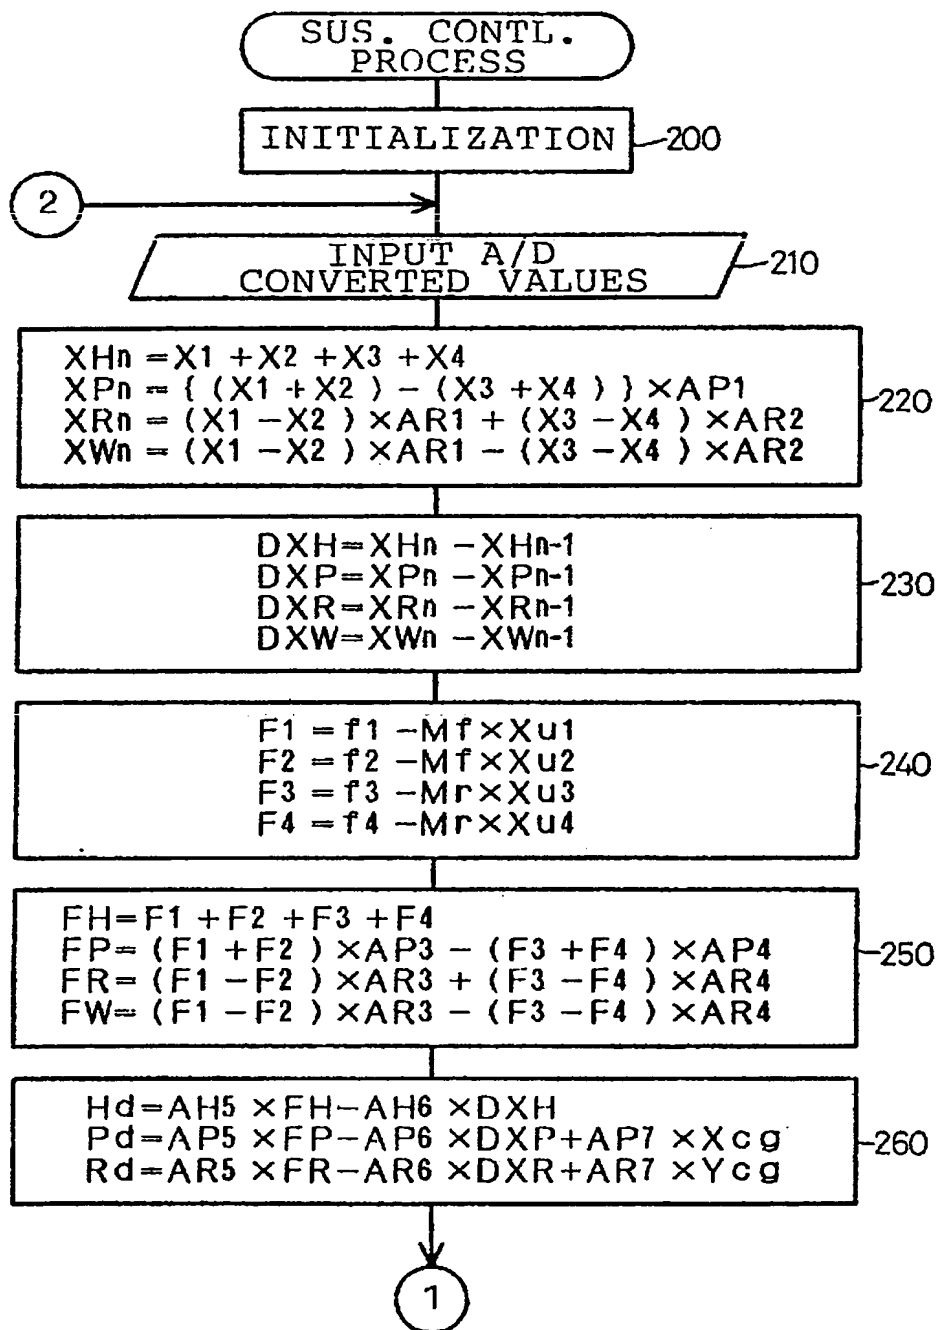 SUS. CONTL.
PROCESS
INITIALIZATION
200
2
INPUT A/D
CONVERTED VALUES
210
XHn = X1 + X2 + X3 + X4
XPn = { (X1 + X2 ) - (X3 + X4 ) } × AP1
XRn = (X1 - X2 ) × AR1 + (X3 - X4 ) × AR2
XWn = (X1 - X2 ) × AR1 - (X3 - X4 ) × AR2
220
DXH = XHn - XHn-1
DXP = XPn - XPn-1
DXR = XRn - XRn-1
DXW = XWn - XWn-1
230
F1 = f1 - Mf × Xu1
F2 = f2 - Mf × Xu2
F3 = f3 - Mr × Xu3
F4 = f4 - Mr × Xu4
240
FH = F1 + F2 + F3 + F4
FP = (F1 + F2 ) × AP3 - (F3 + F4 ) × AP4
FR = (F1 - F2 ) × AR3 + (F3 - F4 ) × AR4
FW = (F1 - F2 ) × AR3 - (F3 - F4 ) × AR4
250
Hd = AH5 × FH - AH6 × DXH
Pd = AP5 × FP - AP6 × DXP + AP7 × Xcg
Rd = AR5 × FR - AR6 × DXR + AR7 × Ycg
260
1